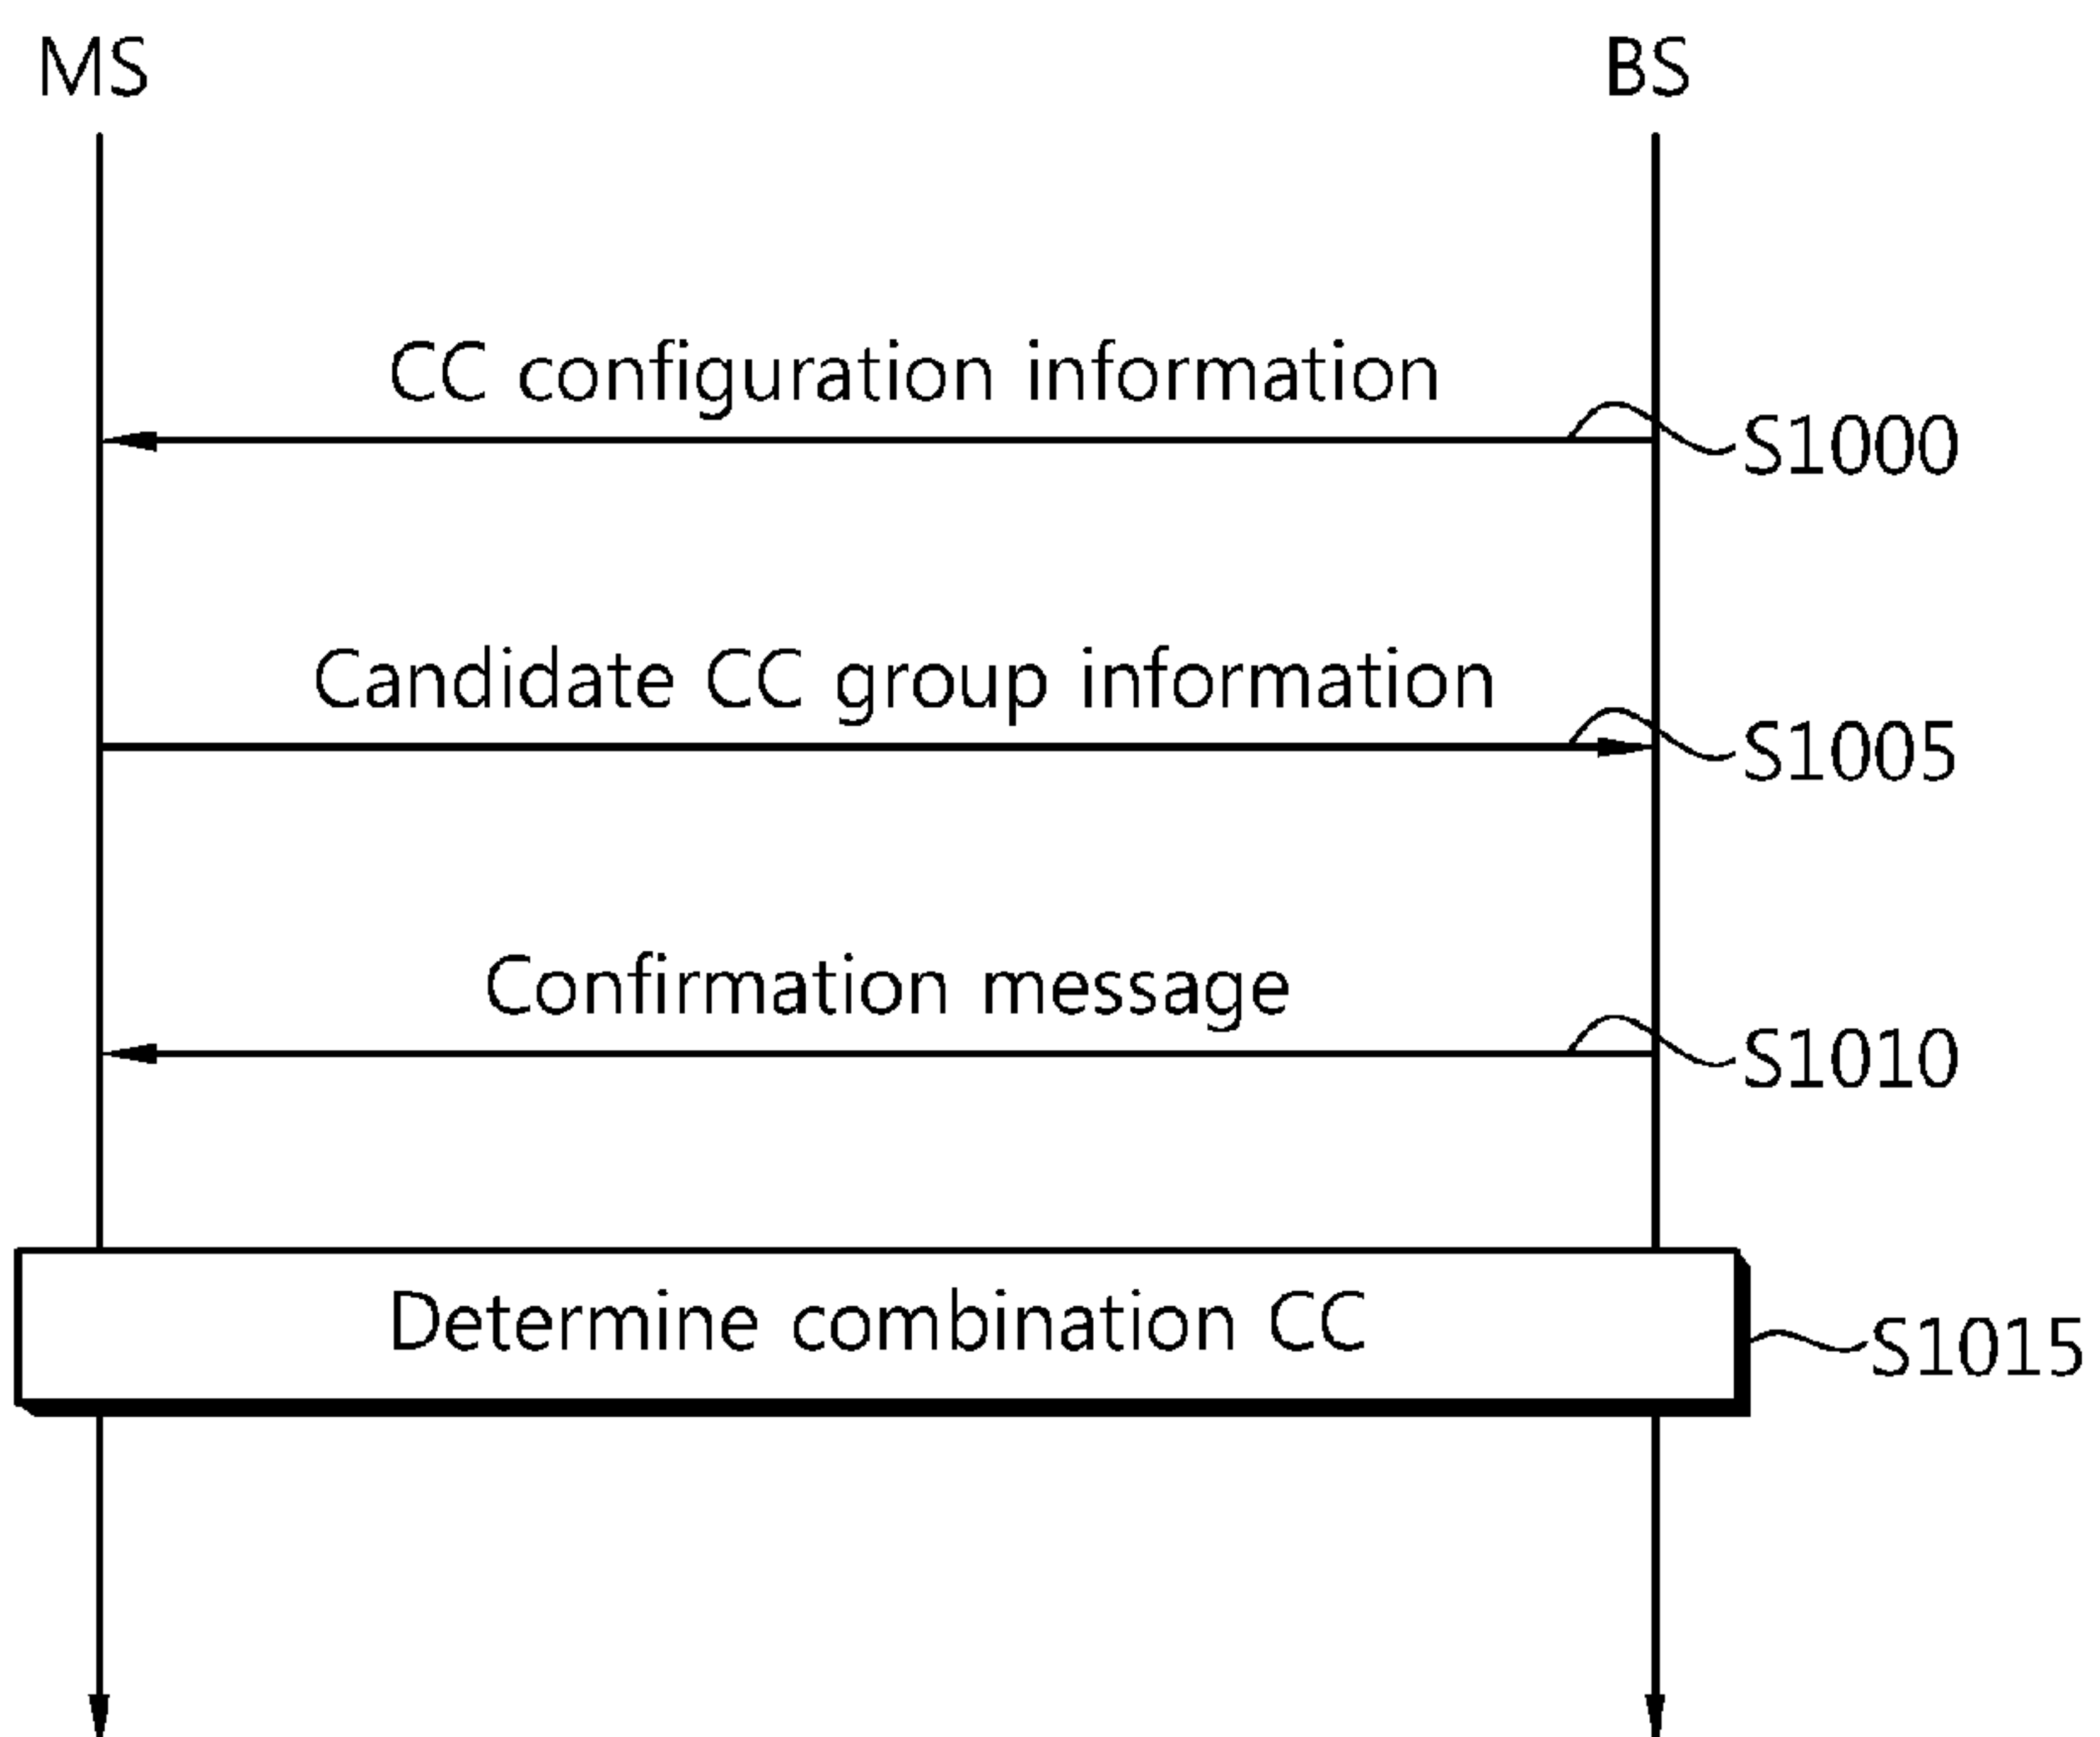 MS
BS
CC configuration information
S1000
Candidate CC group information
S1005
Confirmation message
S1010
Determine combination CC
S1015